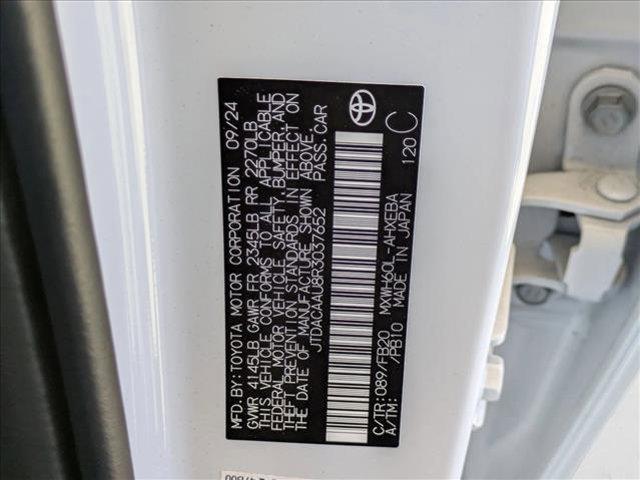 MFD.BY:TOYOTA MOTOR CORPORATION 09/24
GVWR 4145LB GAWR FR 2345LB RR 2270LB
THIS VEHICLE CONFORMS TO ALL APPLICABLE
FEDERAL MOTOR VEHICLE SAFETY, BUMPER, AND
THEFT PREVENTION STANDARDS IN EFFECT ON
THE DATE OF MANUFACTURE SHOWN ABOVE.
JTDACAAU8R3037652 PASS.CAR
C/TR:089/FB20 MXWH60L-AHXEBA
A/TM: /PB10 MADE IN JAPAN
120 C